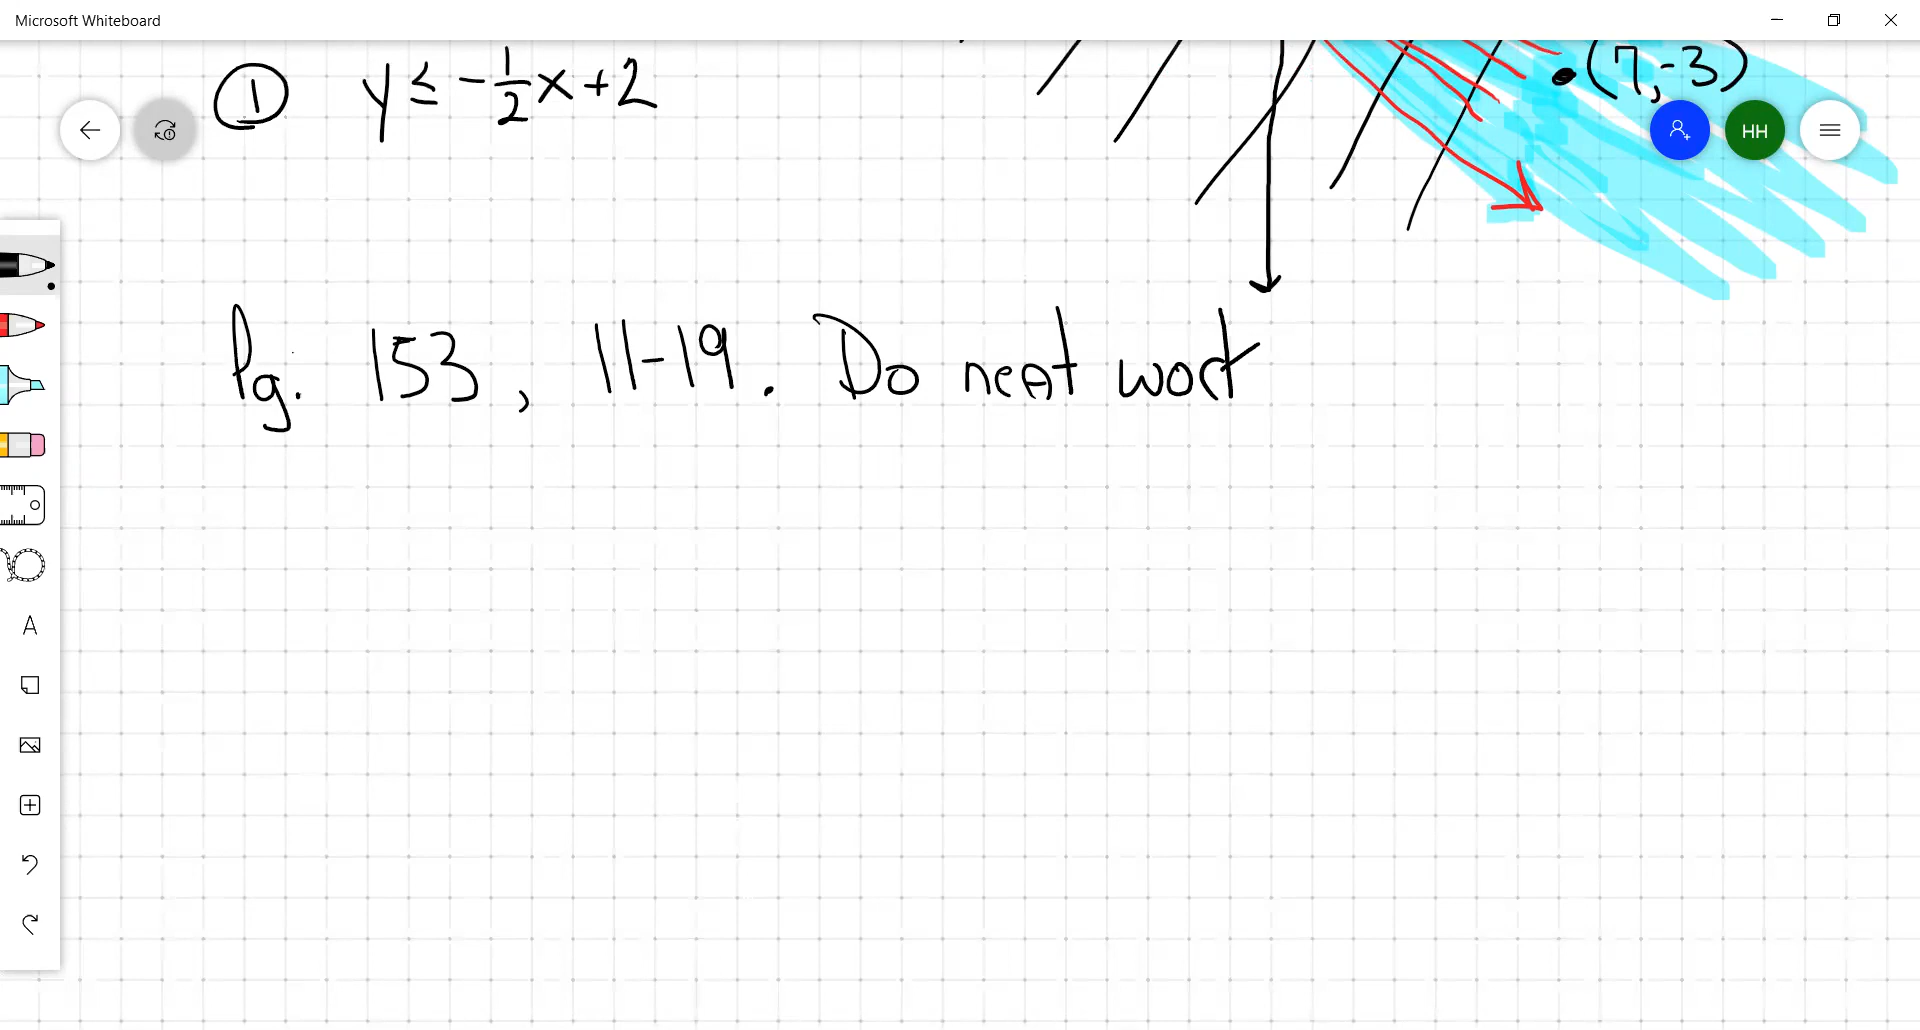 Microsoft Whiteboard
① y ≤ -1/2x + 2
(7,-3)
HH
Pg. 153, 11-19. Do neat work
A